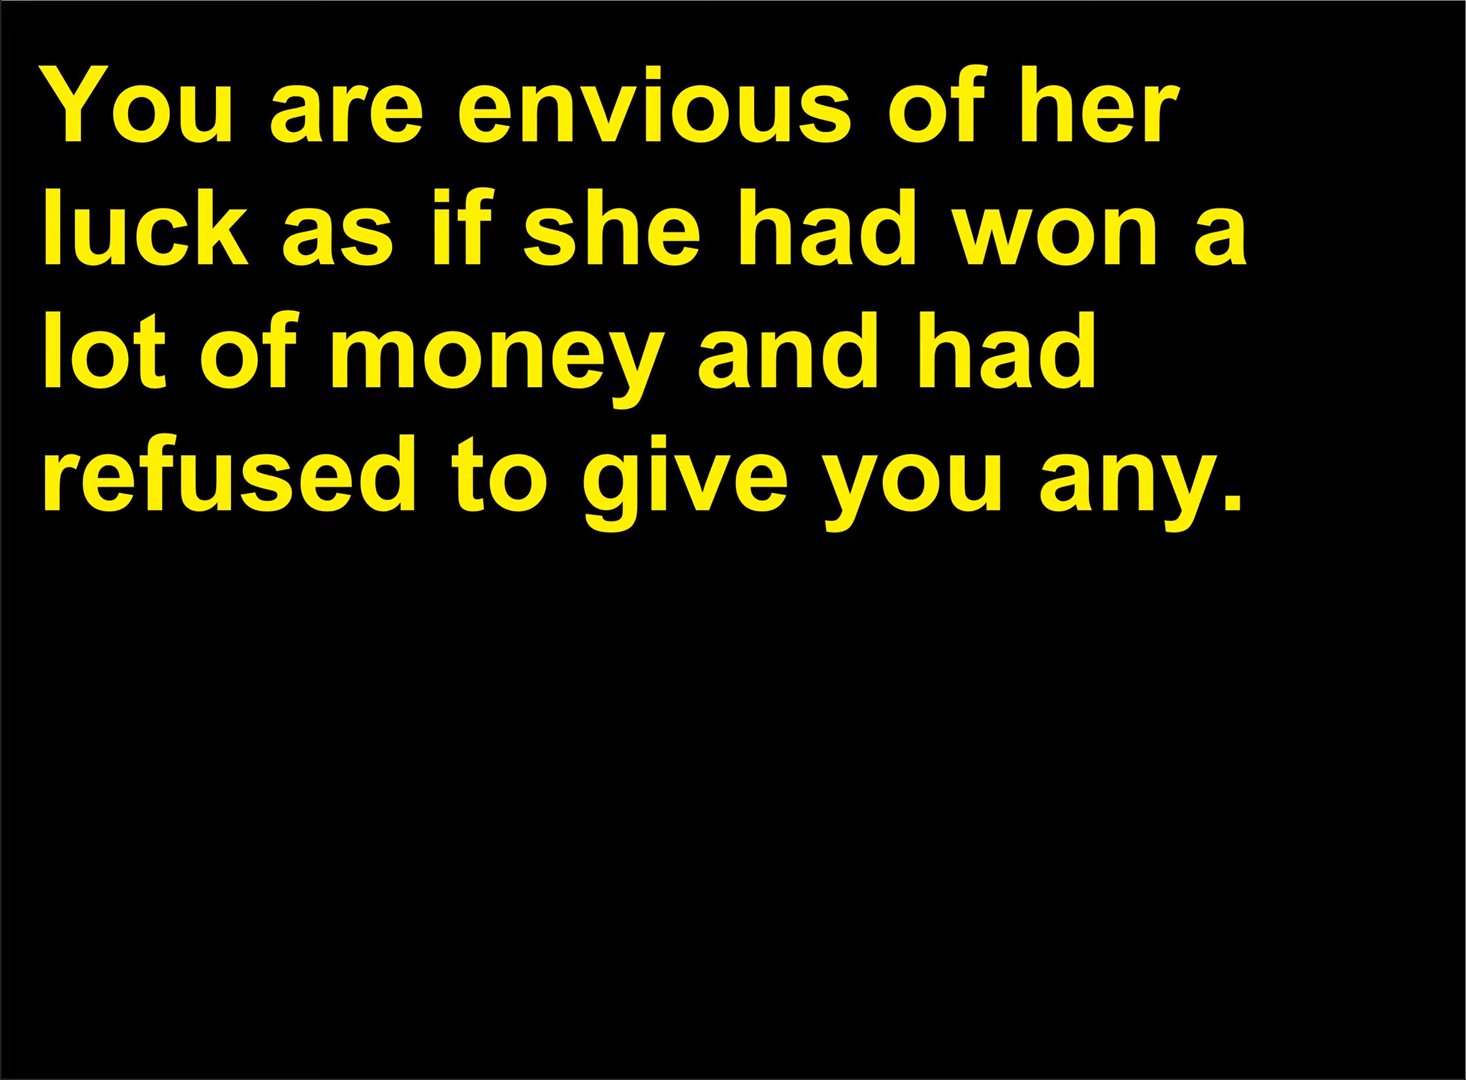 You are envious of her
luck as if she had won a
lot of money and had
refused to give you any.